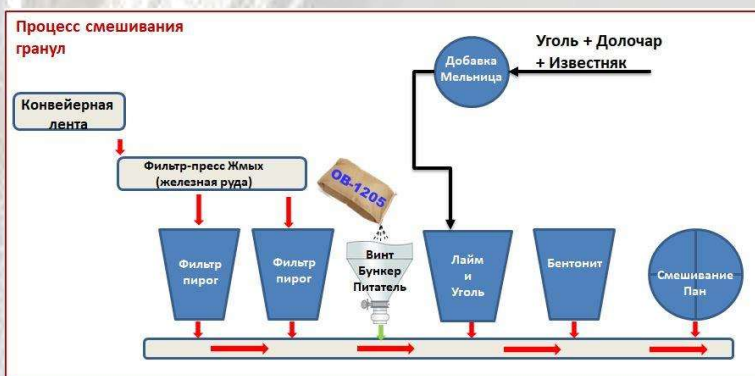 Процесс смешивания
гранул
Уголь + Долочар
+ Известняк
Добавка
Мельница
Конвейерная
лента
Фильтр-пресс Жмых
(железная руда)
OB-1205
Фильтр
пирог
Фильтр
пирог
Винт
Бункер
Питатель
Лайм
и
Уголь
Бентонит
Смешивание
Пан